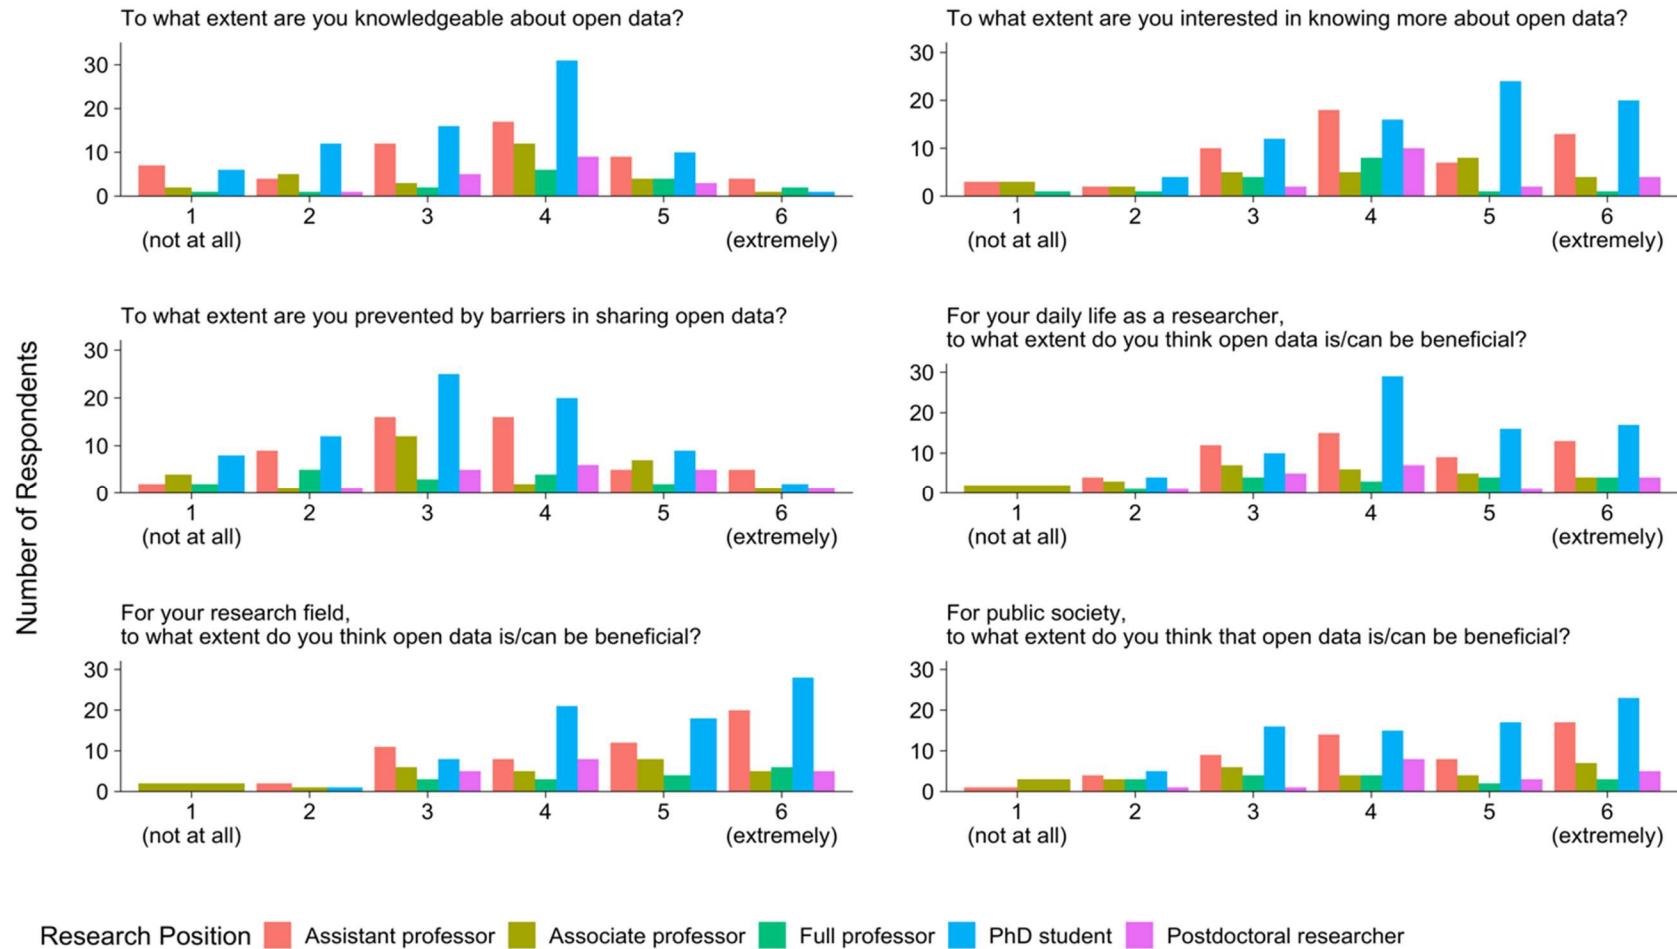 To what extent are you knowledgeable about open data?
30
20
10
0
1 2 3 4 5 6
(not at all) (extremely)
To what extent are you interested in knowing more about open data?
30
20
10
0
1 2 3 4 5 6
(not at all) (extremely)
Number of Respondents
To what extent are you prevented by barriers in sharing open data?
30
20
10
0
1 2 3 4 5 6
(not at all) (extremely)
For your daily life as a researcher,
to what extent do you think open data is/can be beneficial?
30
20
10
0
1 2 3 4 5 6
(not at all) (extremely)
For your research field,
to what extent do you think open data is/can be beneficial?
30
20
10
0
1 2 3 4 5 6
(not at all) (extremely)
For public society,
to what extent do you think that open data is/can be beneficial?
30
20
10
0
1 2 3 4 5 6
(not at all) (extremely)
Research Position Assistant professor Associate professor Full professor PhD student Postdoctoral researcher